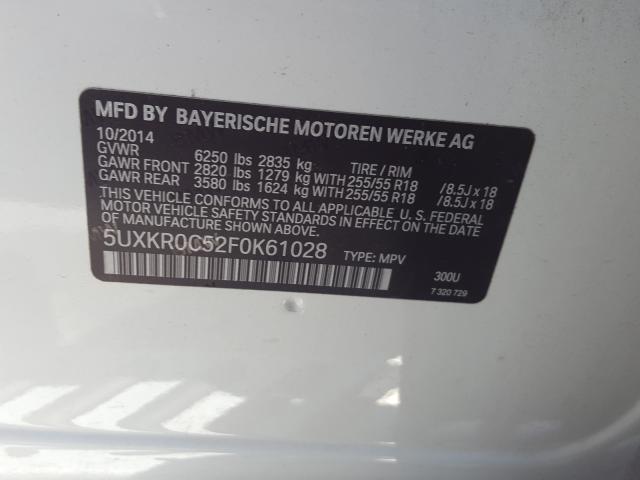 MFD BY BAYERISCHE MOTOREN WERKE AG
10/2014
GVWR 6250 lbs 2835 kg TIRE / RIM
GAWR FRONT 2820 lbs 1279 kg WITH 255/55 R18 /8.5J x 18
GAWR REAR 3580 lbs 1624 kg WITH 255/55 R18 /8.5J x 18
THIS VEHICLE CONFORMS TO ALL APPLICABLE U. S. FEDERAL
MOTOR VEHICLE SAFETY STANDARDS IN EFFECT ON THE DATE
OF MANUFACTURE SHOWN ABOVE.
5UXKR0C52F0K61028 TYPE: MPV
300U
7 320 729